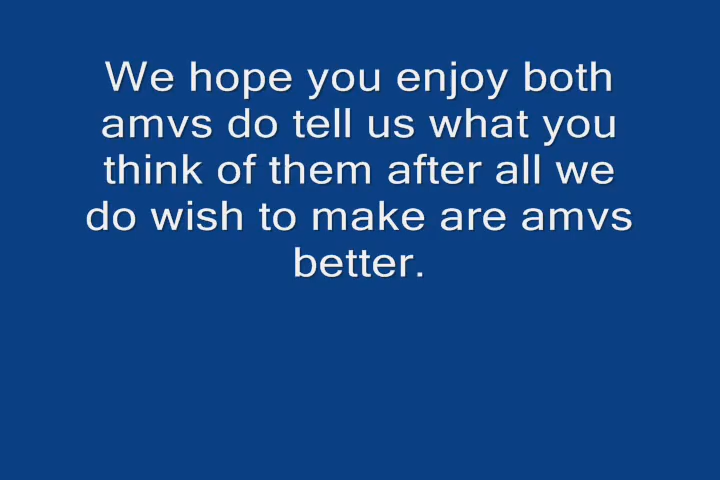 We hope you enjoy both
amvs do tell us what you
think of them after all we
do wish to make are amvs
better.